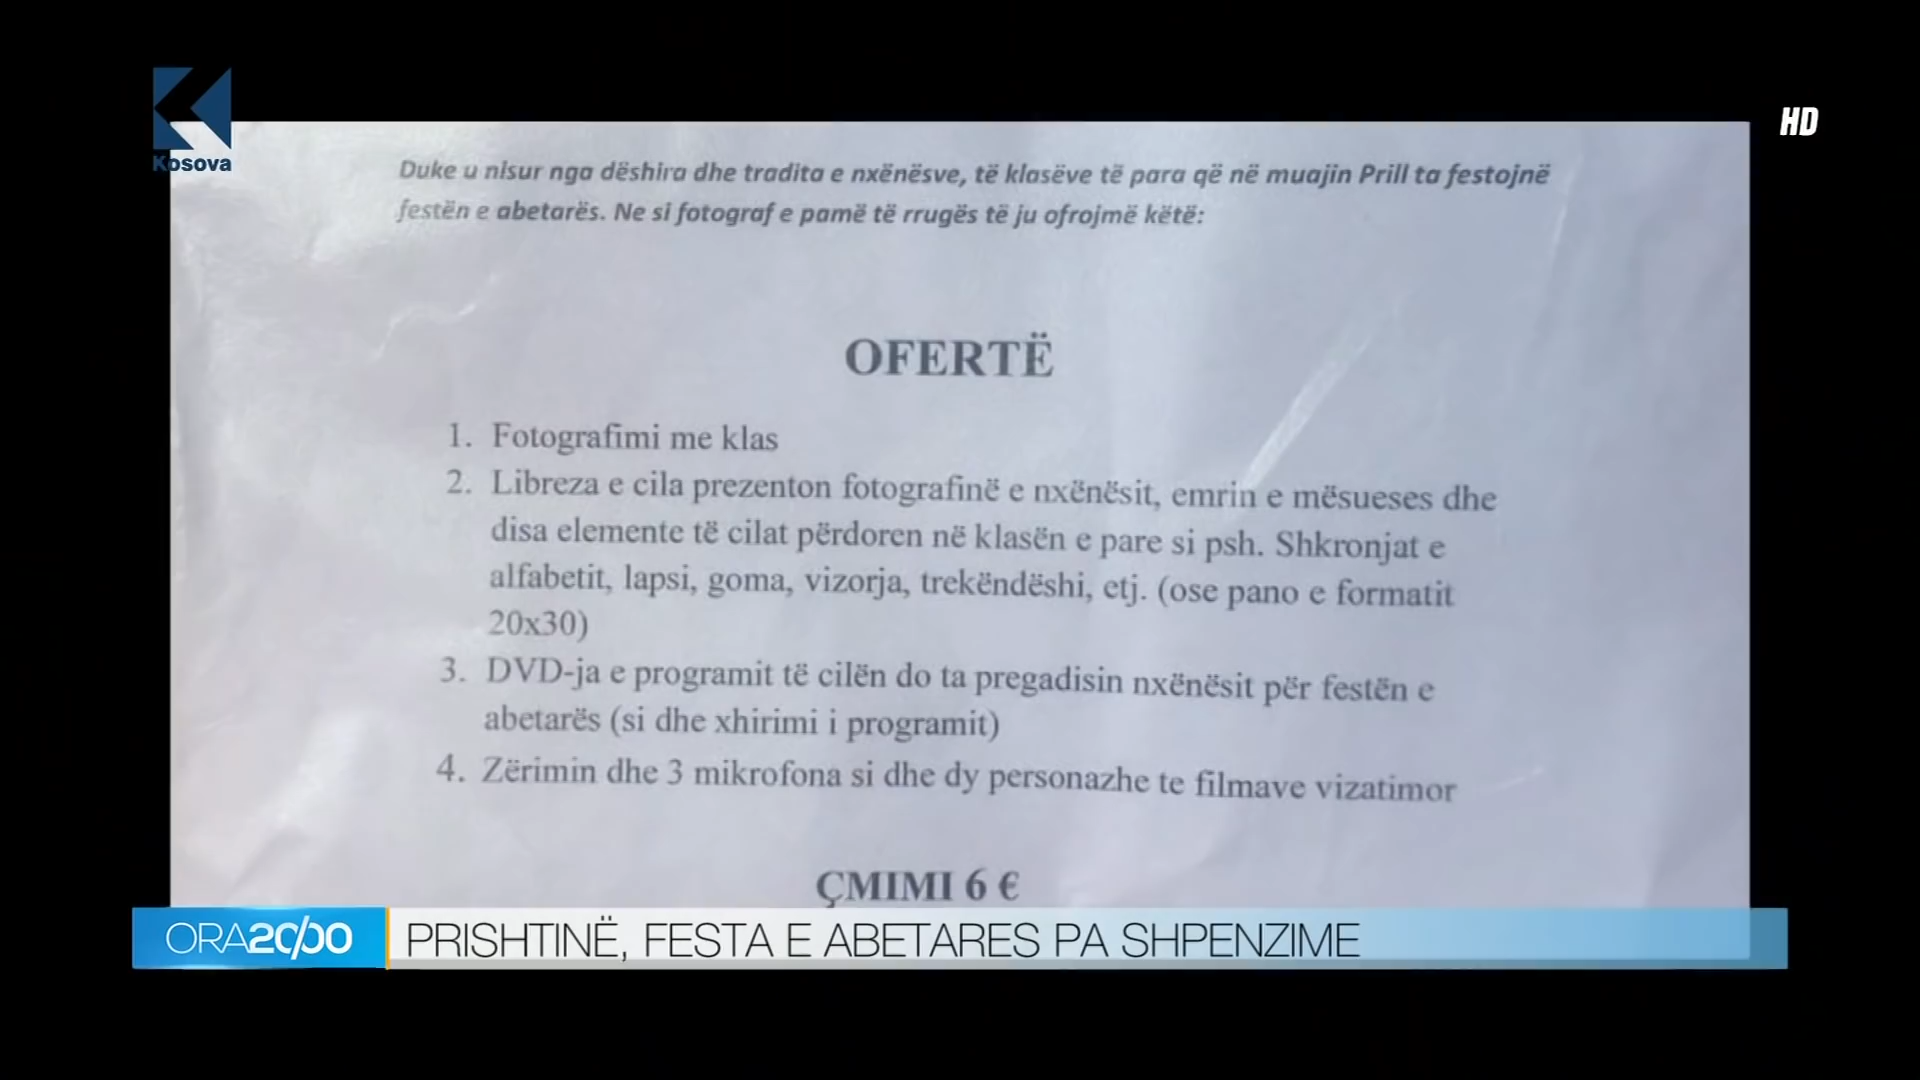 Kosova
HD
Duke u nisur nga dëshira dhe tradita e nxënësve, të klasëve të para që në muajin Prill ta festojnë
festën e abetarës. Ne si fotograf e pamë të rrugës të ju ofrojmë këtë:
OFERTË
1. Fotografimi me klas
2. Libreza e cila prezenton fotografinë e nxënësit, emrin e mësueses dhe
disa elemente të cilat përdoren në klasën e pare si psh. Shkronjat e
alfabetit, lapsi, goma, vizorja, trekëndëshi, etj. (ose pano e formatit
20x30)
3. DVD-ja e programit të cilën do ta pregadisin nxënësit për festën e
abetarës (si dhe xhirimi i programit)
4. Zërimin dhe 3 mikrofona si dhe dy personazhe te filmave vizatimor
ÇMIMI 6 €
ORA20/00 PRISHTINË, FESTA E ABETARES PA SHPENZIME